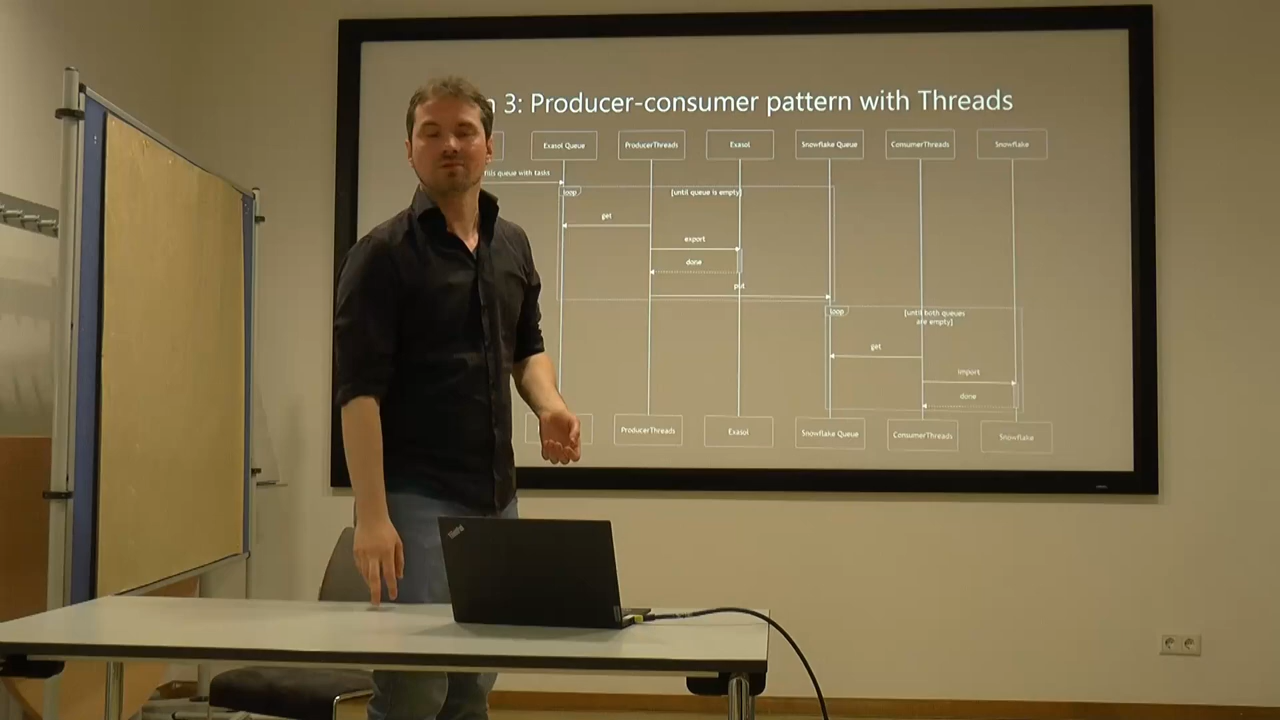 3: Producer-consumer pattern with Threads
Exasol Queue
ProducerThreads
Exasol
Snowflake Queue
ConsumerThreads
Snowflake
fills queue with tasks
loop
[until queue is empty]
get
export
done
put
loop
[until both queues
are empty]
get
import
done
ProducerThreads
Exasol
Snowflake Queue
ConsumerThreads
Snowflake
ThinkPad